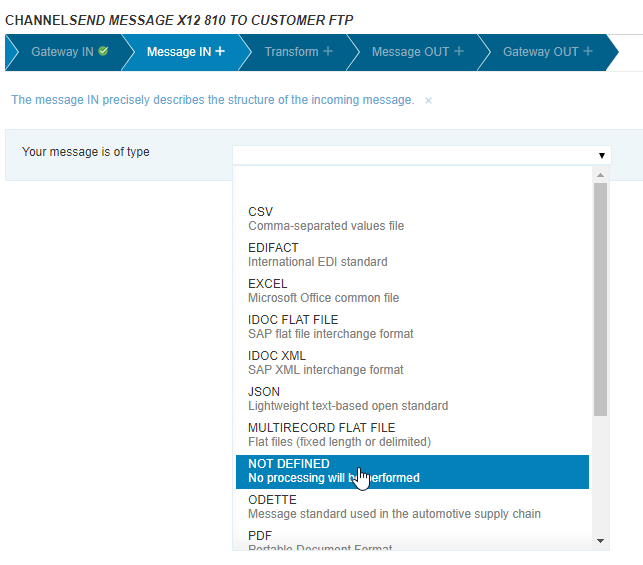 CHANNELSEND MESSAGE X12 810 TO CUSTOMER FTP
Gateway IN Message IN + Transform + Message OUT + Gateway OUT +
The message IN precisely describes the structure of the incoming message. ×
Your message is of type
CSV
Comma-separated values file
EDIFACT
International EDI standard
EXCEL
Microsoft Office common file
IDOC FLAT FILE
SAP flat file interchange format
IDOC XML
SAP XML interchange format
JSON
Lightweight text-based open standard
MULTIRECORD FLAT FILE
Flat files (fixed length or delimited)
NOT DEFINED
No processing will be performed
ODETTE
Message standard used in the automotive supply chain
PDF
Portable Document Format